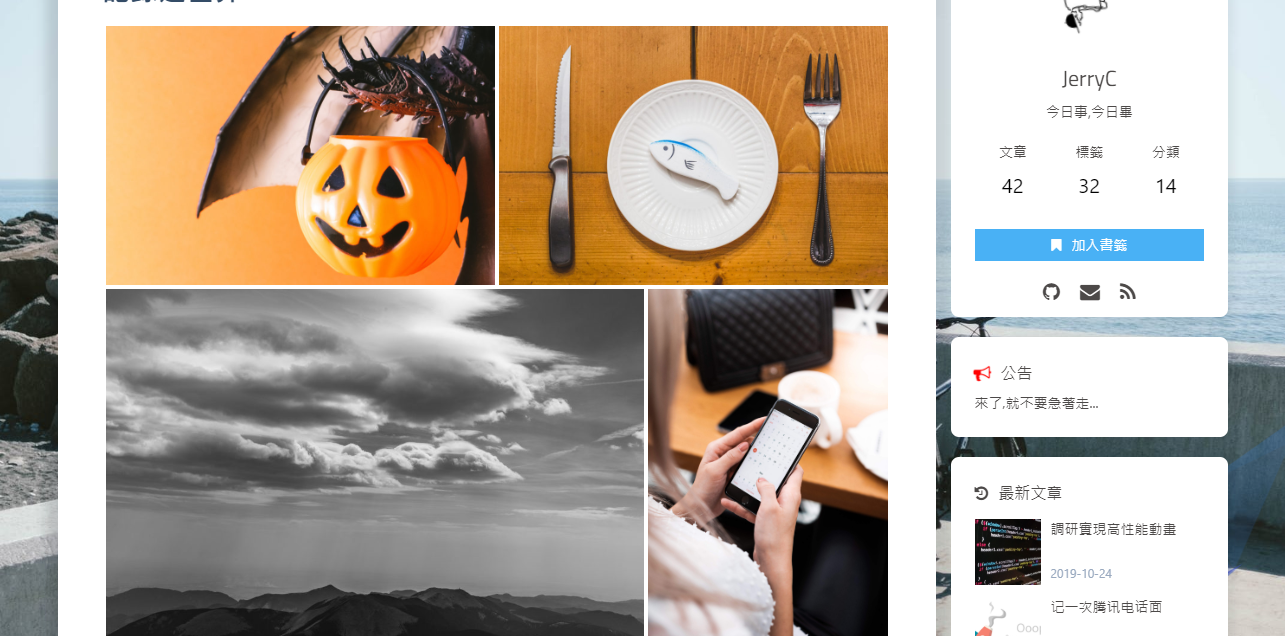 JerryC
今日事,今日畢
文章
標籤
分類
42
32
14
加入書籤
公告
來了,就不要急著走...
最新文章
調研實現高性能動畫
2019-10-24
记一次腾讯电话面